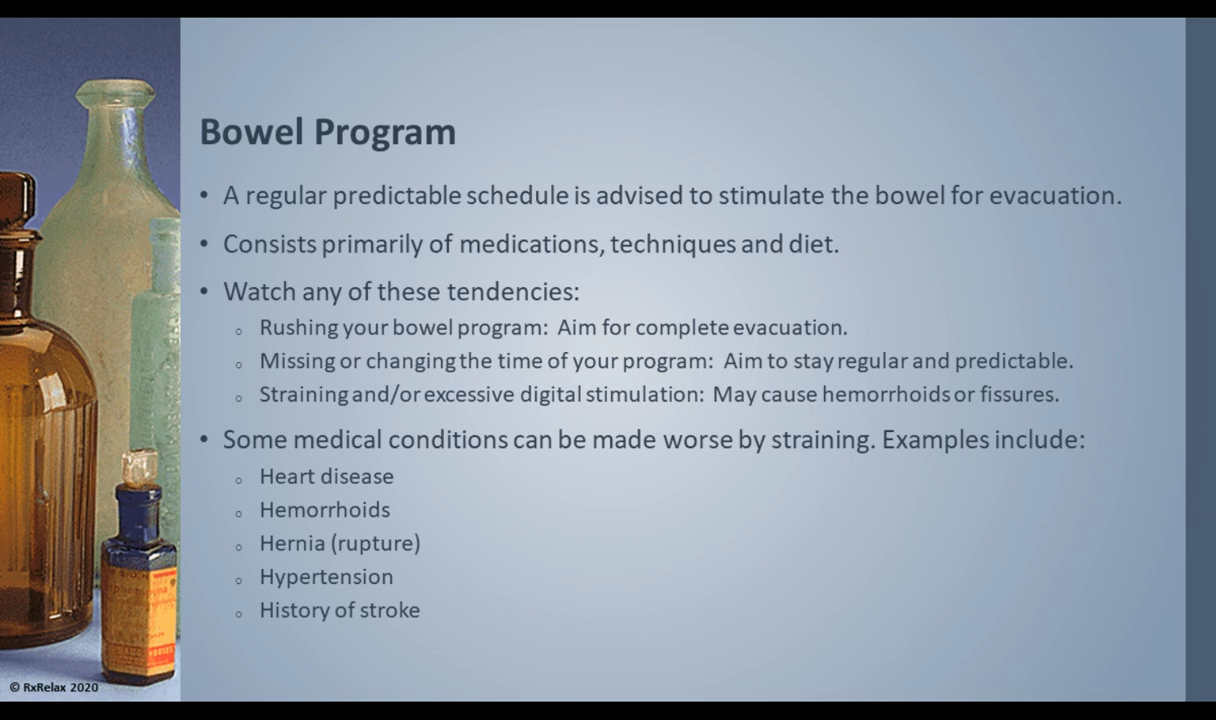 Bowel Program
• A regular predictable schedule is advised to stimulate the bowel for evacuation.
• Consists primarily of medications, techniques and diet.
• Watch any of these tendencies:
o Rushing your bowel program: Aim for complete evacuation.
o Missing or changing the time of your program: Aim to stay regular and predictable.
o Straining and/or excessive digital stimulation: May cause hemorrhoids or fissures.
• Some medical conditions can be made worse by straining. Examples include:
o Heart disease
o Hemorrhoids
o Hernia (rupture)
o Hypertension
o History of stroke
© RxRelax 2020